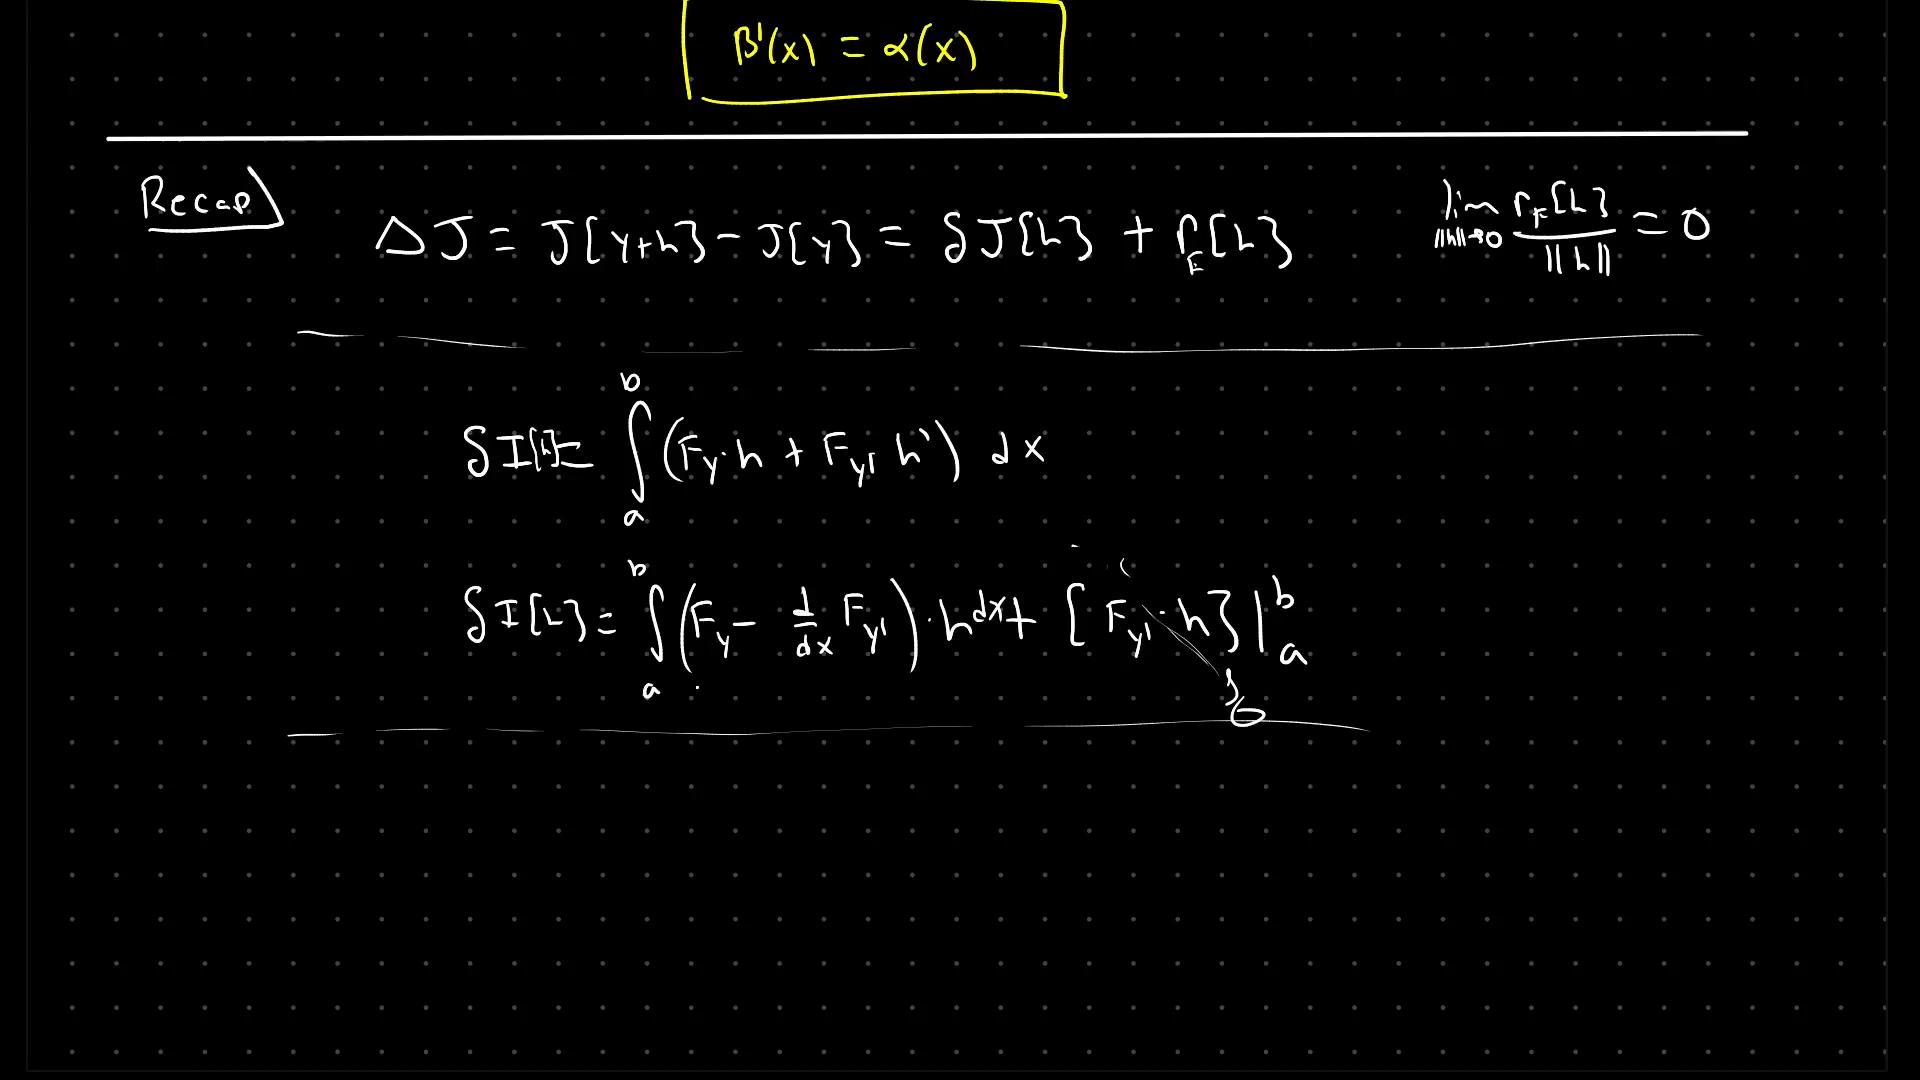 β'(x) = α(x)
Recap
ΔJ = J[y+h] - J[y] = δJ[h] + r_F[h]
lim_{||h||→0} r_F[h] / ||h|| = 0
δI[h] = ∫_a^b (F_y · h + F_{y'} h') dx
δI[h] = ∫_a^b (F_y - d/dx F_{y'}) · h dx + [F_{y'} · h] |_a^b
0